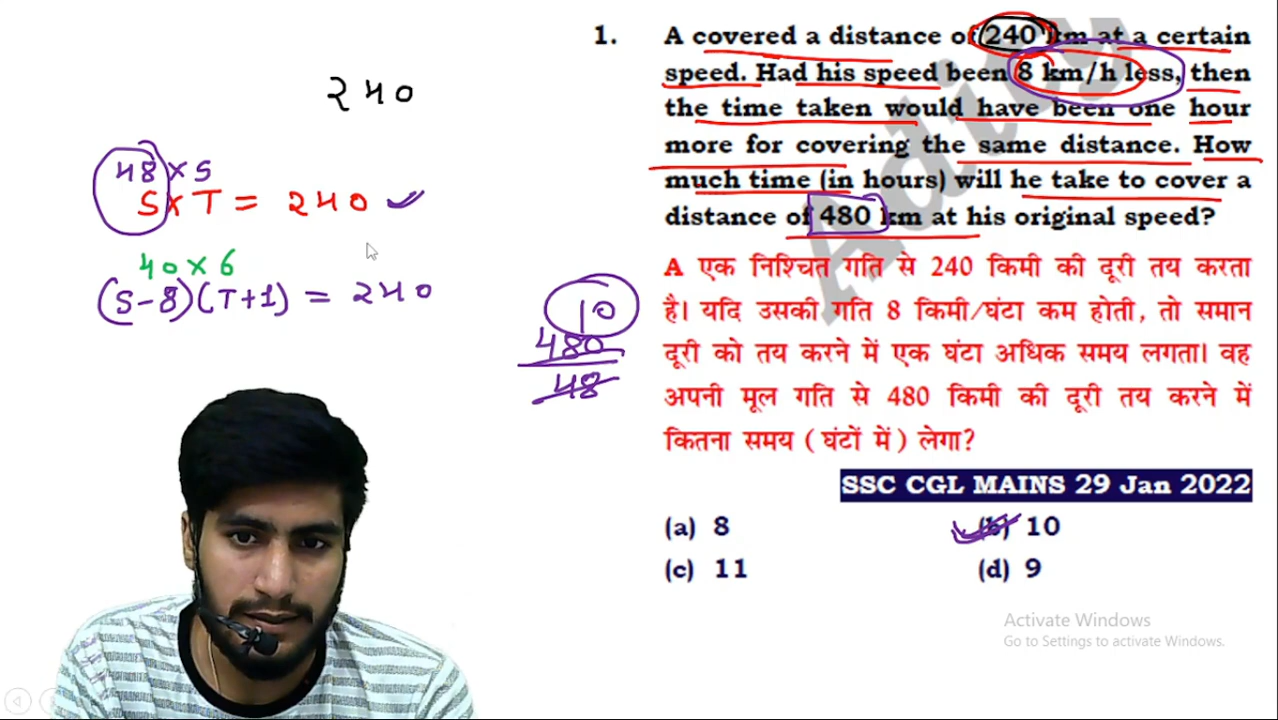 240
48×5
S×T = 240
40×6
(S-8)(T+1) = 240
10
480
48
1. A covered a distance of 240 km at a certain
speed. Had his speed been 8 km/h less, then
the time taken would have been one hour
more for covering the same distance. How
much time (in hours) will he take to cover a
distance of 480 km at his original speed?
A एक निश्चित गति से 240 किमी की दूरी तय करता
है। यदि उसकी गति 8 किमी/घंटा कम होती, तो समान
दूरी को तय करने में एक घंटा अधिक समय लगता। वह
अपनी मूल गति से 480 किमी की दूरी तय करने में
कितना समय (घंटों में) लेगा?
SSC CGL MAINS 29 Jan 2022
(a) 8 (b) 10
(c) 11 (d) 9
Activate Windows
Go to Settings to activate Windows.